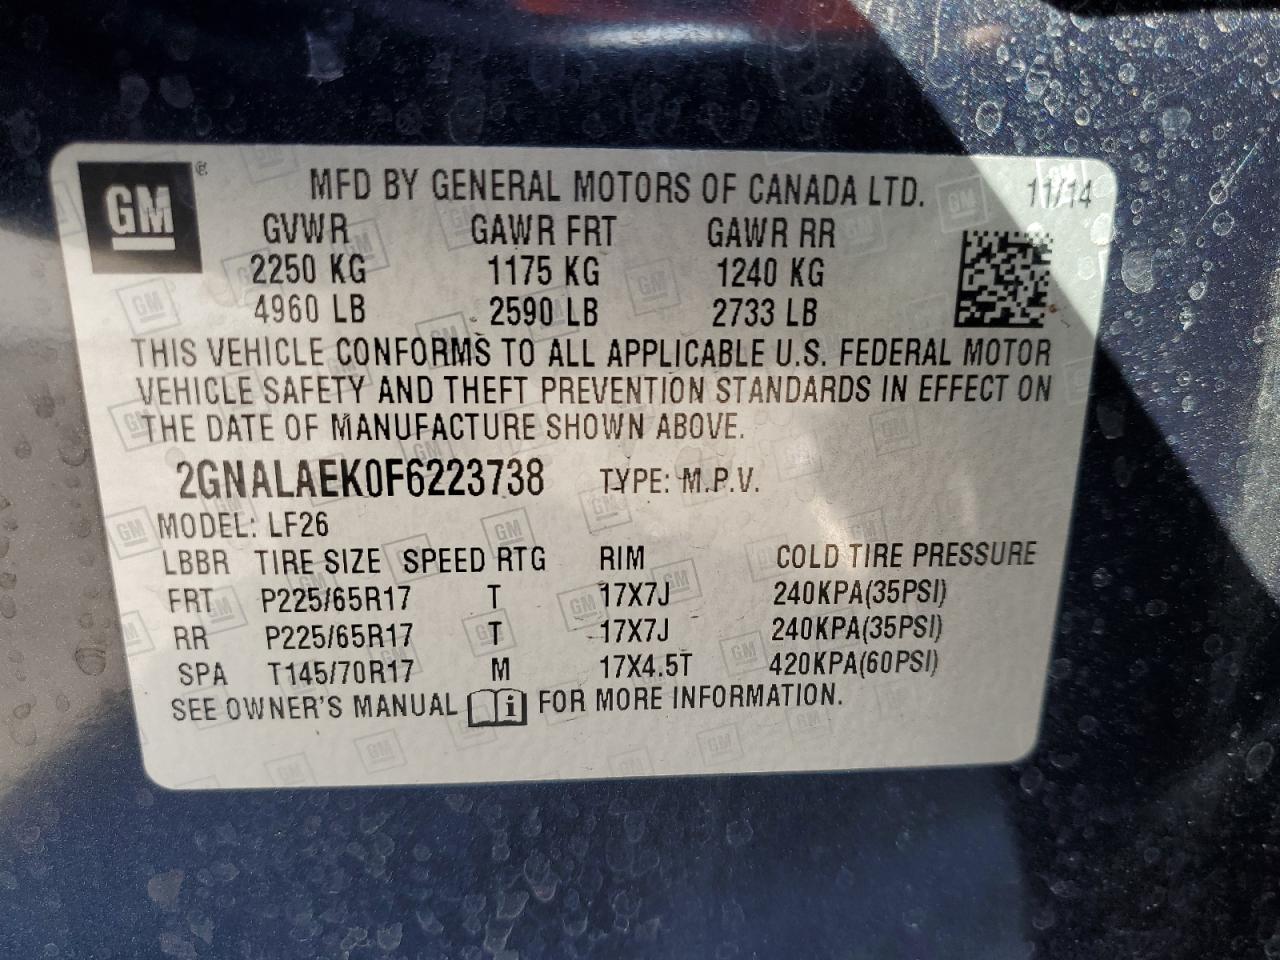 GM ® MFD BY GENERAL MOTORS OF CANADA LTD. 11/14
GVWR GAWR FRT GAWR RR
2250 KG 1175 KG 1240 KG
4960 LB 2590 LB 2733 LB
THIS VEHICLE CONFORMS TO ALL APPLICABLE U.S. FEDERAL MOTOR
VEHICLE SAFETY AND THEFT PREVENTION STANDARDS IN EFFECT ON
THE DATE OF MANUFACTURE SHOWN ABOVE.
2GNALAEK0F6223738 TYPE: M.P.V.
MODEL: LF26
LBBR TIRE SIZE SPEED RTG RIM COLD TIRE PRESSURE
FRT P225/65R17 T 17X7J 240KPA(35PSI)
RR P225/65R17 T 17X7J 240KPA(35PSI)
SPA T145/70R17 M 17X4.5T 420KPA(60PSI)
SEE OWNER'S MANUAL i FOR MORE INFORMATION.